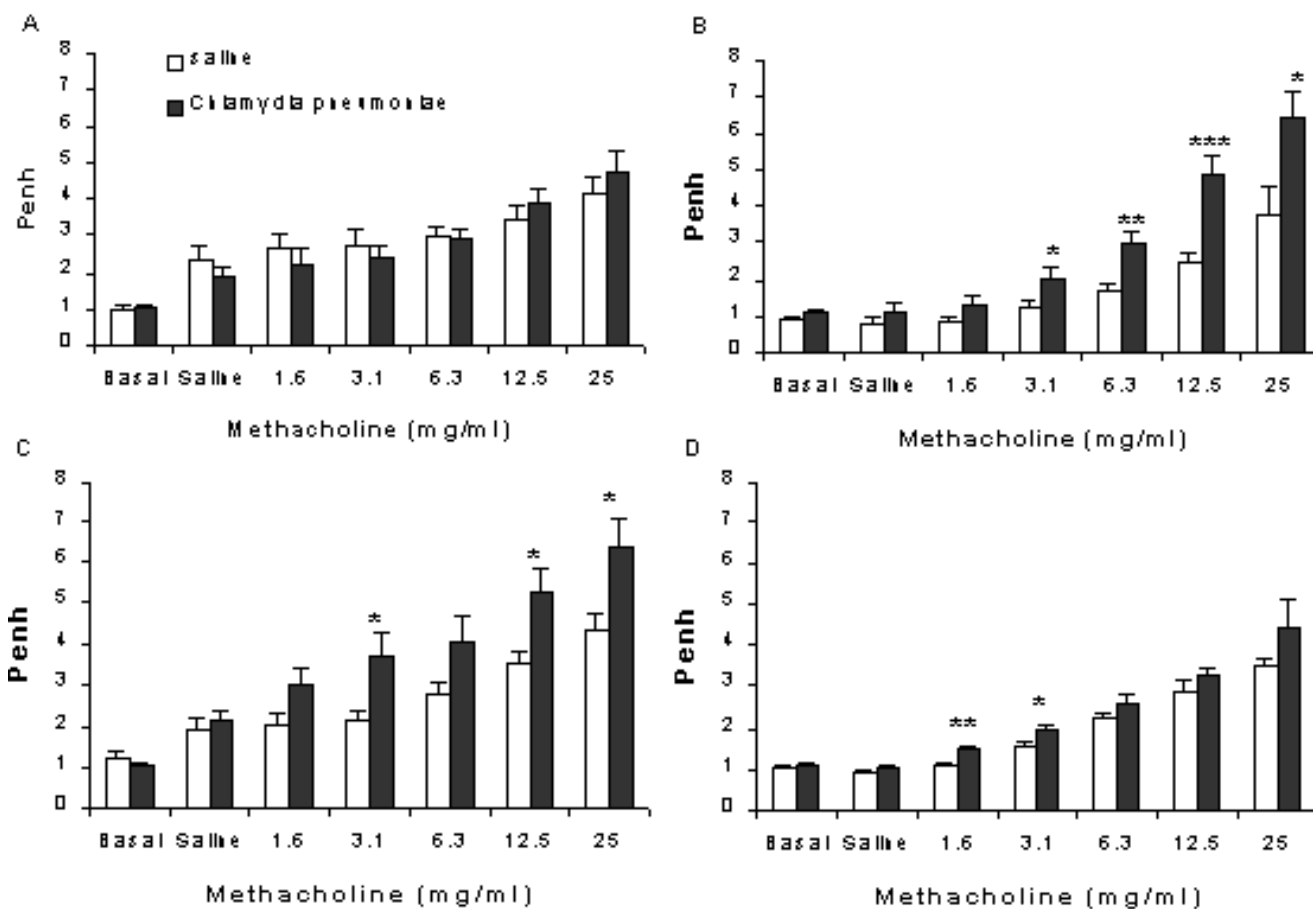 A
8
7
6
5
4
3
2
1
0
Penh
saline
Chlamydia pneumoniae
Basal Saline 1.6 3.1 6.3 12.5 25
Methacholine (mg/ml)
B
8
7
6
5
4
3
2
1
0
Penh
* ** *** *
Basal Saline 1.6 3.1 6.3 12.5 25
Methacholine (mg/ml)
C
8
7
6
5
4
3
2
1
0
Penh
* * *
Basal Saline 1.6 3.1 6.3 12.5 25
Methacholine (mg/ml)
D
8
7
6
5
4
3
2
1
0
Penh
** *
Basal Saline 1.6 3.1 6.3 12.5 25
Methacholine (mg/ml)